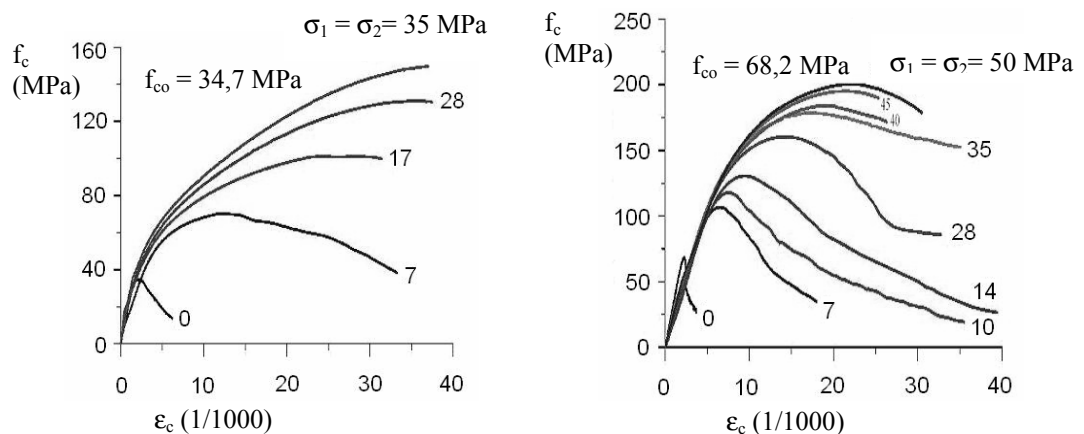 σ₁ = σ₂= 35 MPa
f_c
(MPa)
160
f_co = 34,7 MPa
28
120
17
80
40
7
0
0
0 10 20 30 40
ε_c (1/1000)
f_c
(MPa)
f_co = 68,2 MPa
σ₁ = σ₂= 50 MPa
250
200
45
40
150
35
100
28
50
14
7
10
0
0
0 10 20 30 40
ε_c (1/1000)